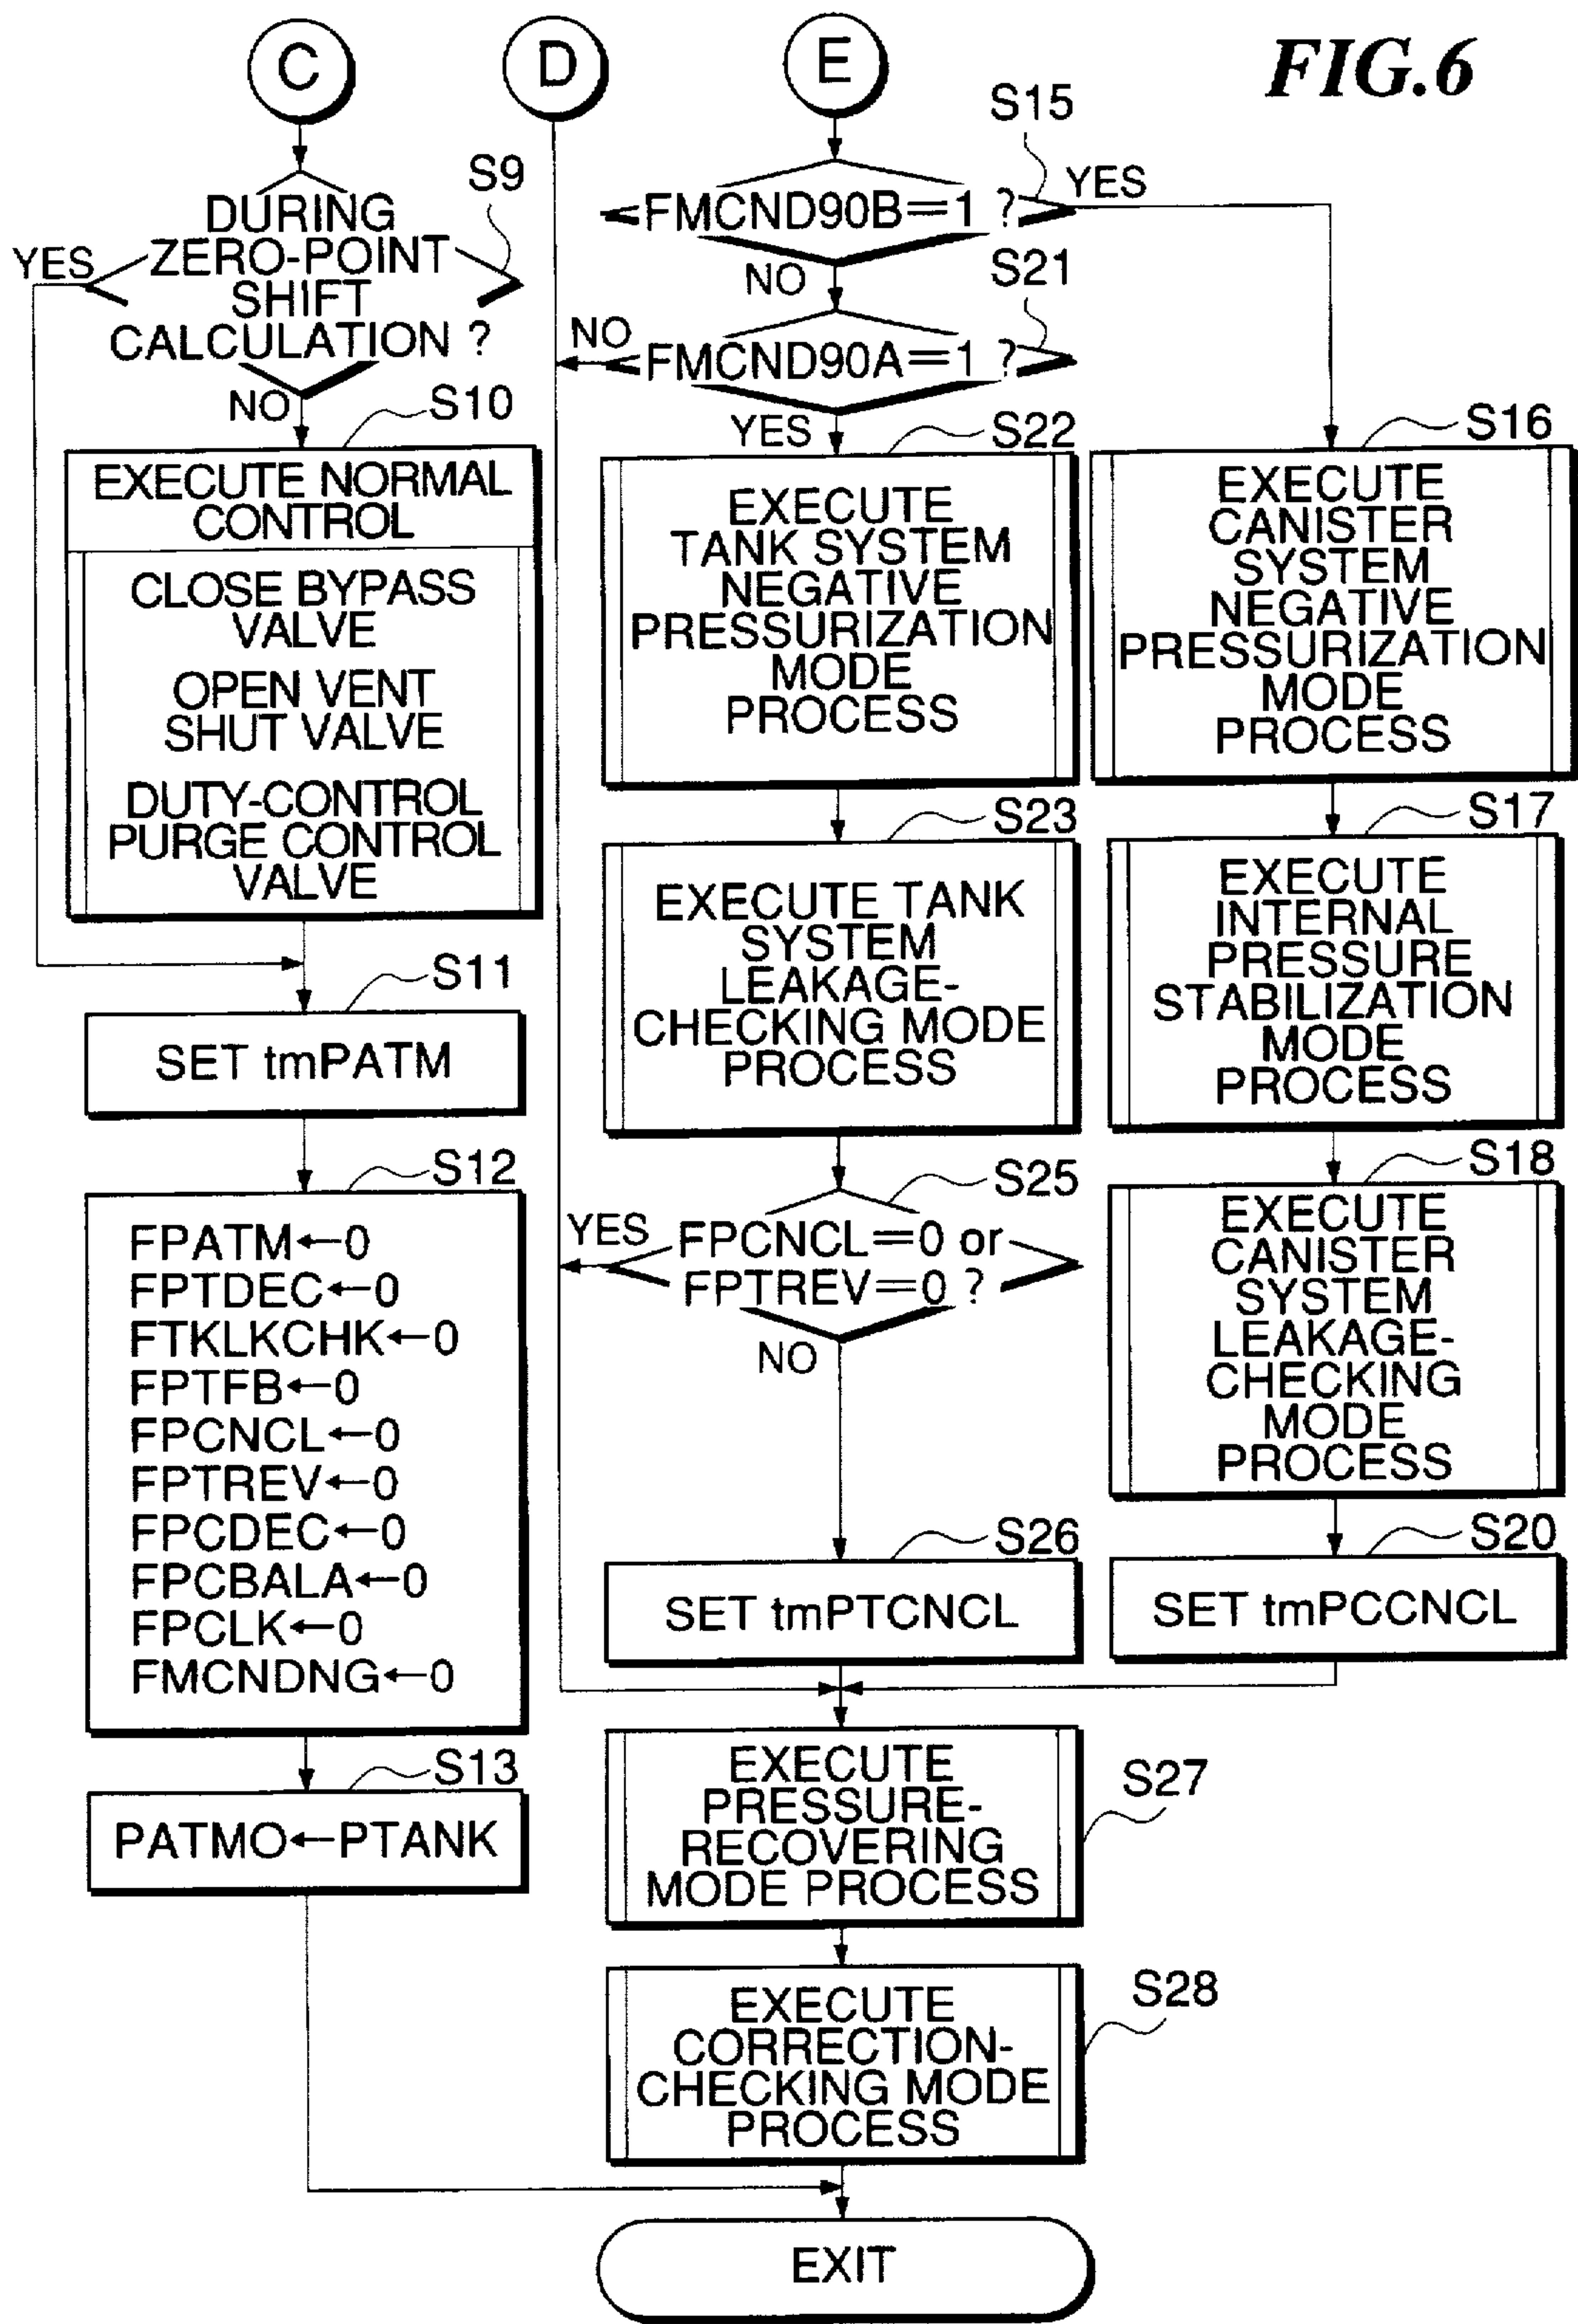 C
D
E
FIG.6
S9
DURING
ZERO-POINT
SHIFT
CALCULATION ?
YES
NO
S10
EXECUTE NORMAL
CONTROL
CLOSE BYPASS
VALVE
OPEN VENT
SHUT VALVE
DUTY-CONTROL
PURGE CONTROL
VALVE
S11
SET tmPATM
S12
FPATM←0
FPTDEC←0
FTKLKCHK←0
FPTFB←0
FPCNCL←0
FPTREV←0
FPCDEC←0
FPCBALA←0
FPCLK←0
FMCNDNG←0
S13
PATMO←PTANK
S15
FMCND90B=1 ?
YES
NO
S21
NO
FMCND90A=1 ?
YES
S22
EXECUTE
TANK SYSTEM
NEGATIVE
PRESSURIZATION
MODE
PROCESS
S23
EXECUTE TANK
SYSTEM
LEAKAGE-
CHECKING MODE
PROCESS
S25
YES
FPCNCL=0 or
FPTREV=0 ?
NO
S26
SET tmPTCNCL
S16
EXECUTE
CANISTER
SYSTEM
NEGATIVE
PRESSURIZATION
MODE
PROCESS
S17
EXECUTE
INTERNAL
PRESSURE
STABILIZATION
MODE
PROCESS
S18
EXECUTE
CANISTER
SYSTEM
LEAKAGE-
CHECKING
MODE
PROCESS
S20
SET tmPCCNCL
S27
EXECUTE
PRESSURE-
RECOVERING
MODE PROCESS
S28
EXECUTE
CORRECTION-
CHECKING MODE
PROCESS
EXIT